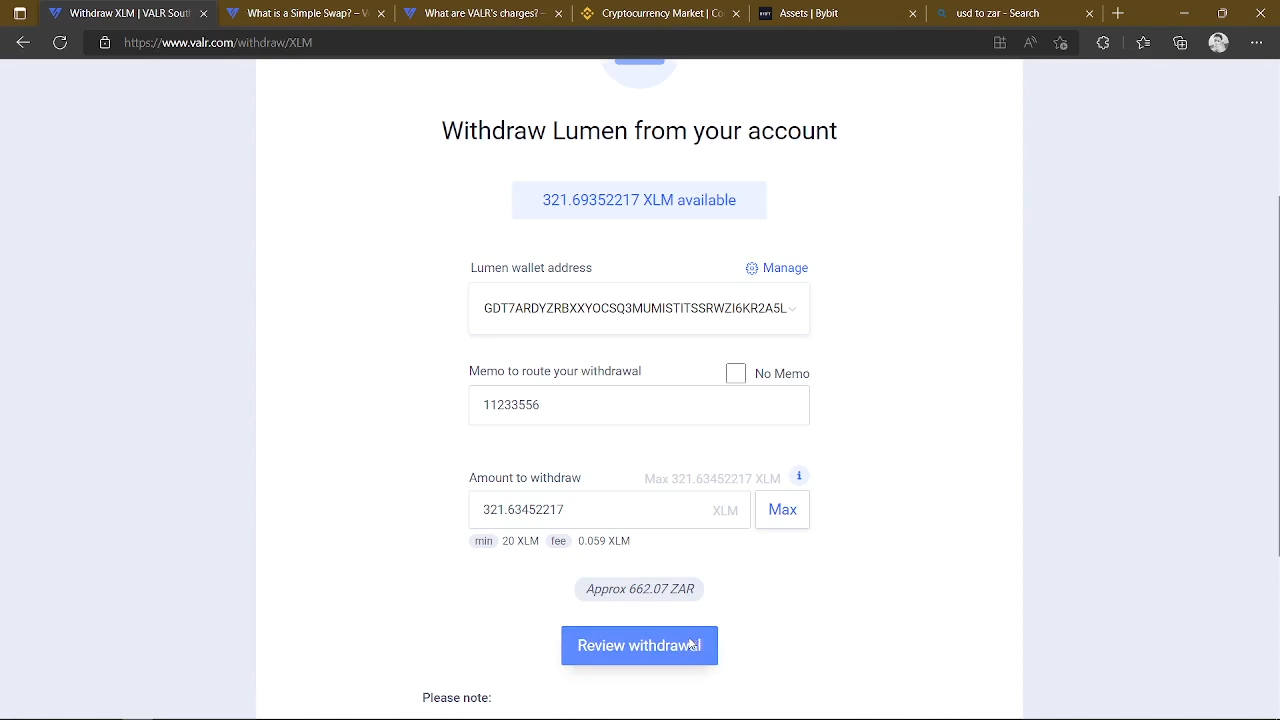 Withdraw XLM | VALR Sout
What is a Simple Swap? – V
What are VALR's charges? –
Cryptocurrency Market | Co
Assets | Bybit
usd to zar - Search
https://www.valr.com/withdraw/XLM
Withdraw Lumen from your account
321.69352217 XLM available
Lumen wallet address
Manage
GDT7ARDYZRBXXYOCSQ3MUMISTITSSRWZI6KR2A5L
Memo to route your withdrawal
No Memo
11233556
Amount to withdraw
Max 321.63452217 XLM
321.63452217
XLM
Max
min 20 XLM fee 0.059 XLM
Approx 662.07 ZAR
Review withdrawal
Please note: